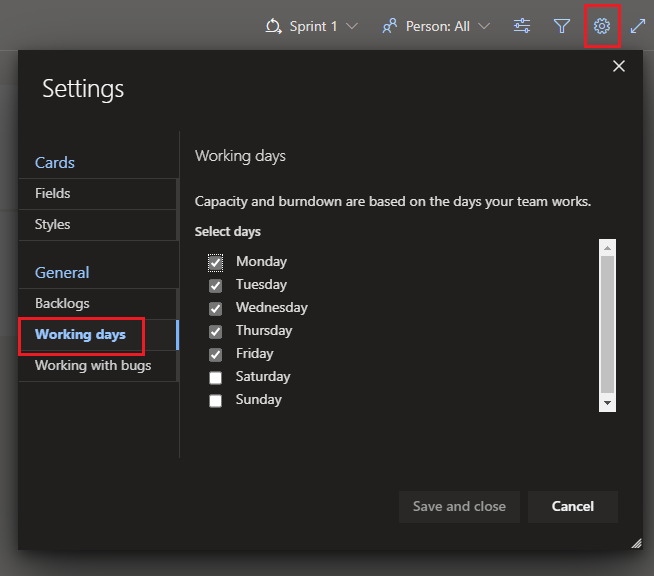 Sprint 1
Person: All
Settings
Cards
Fields
Styles
General
Backlogs
Working days
Working with bugs
Working days
Capacity and burndown are based on the days your team works.
Select days
Monday
Tuesday
Wednesday
Thursday
Friday
Saturday
Sunday
Save and close
Cancel